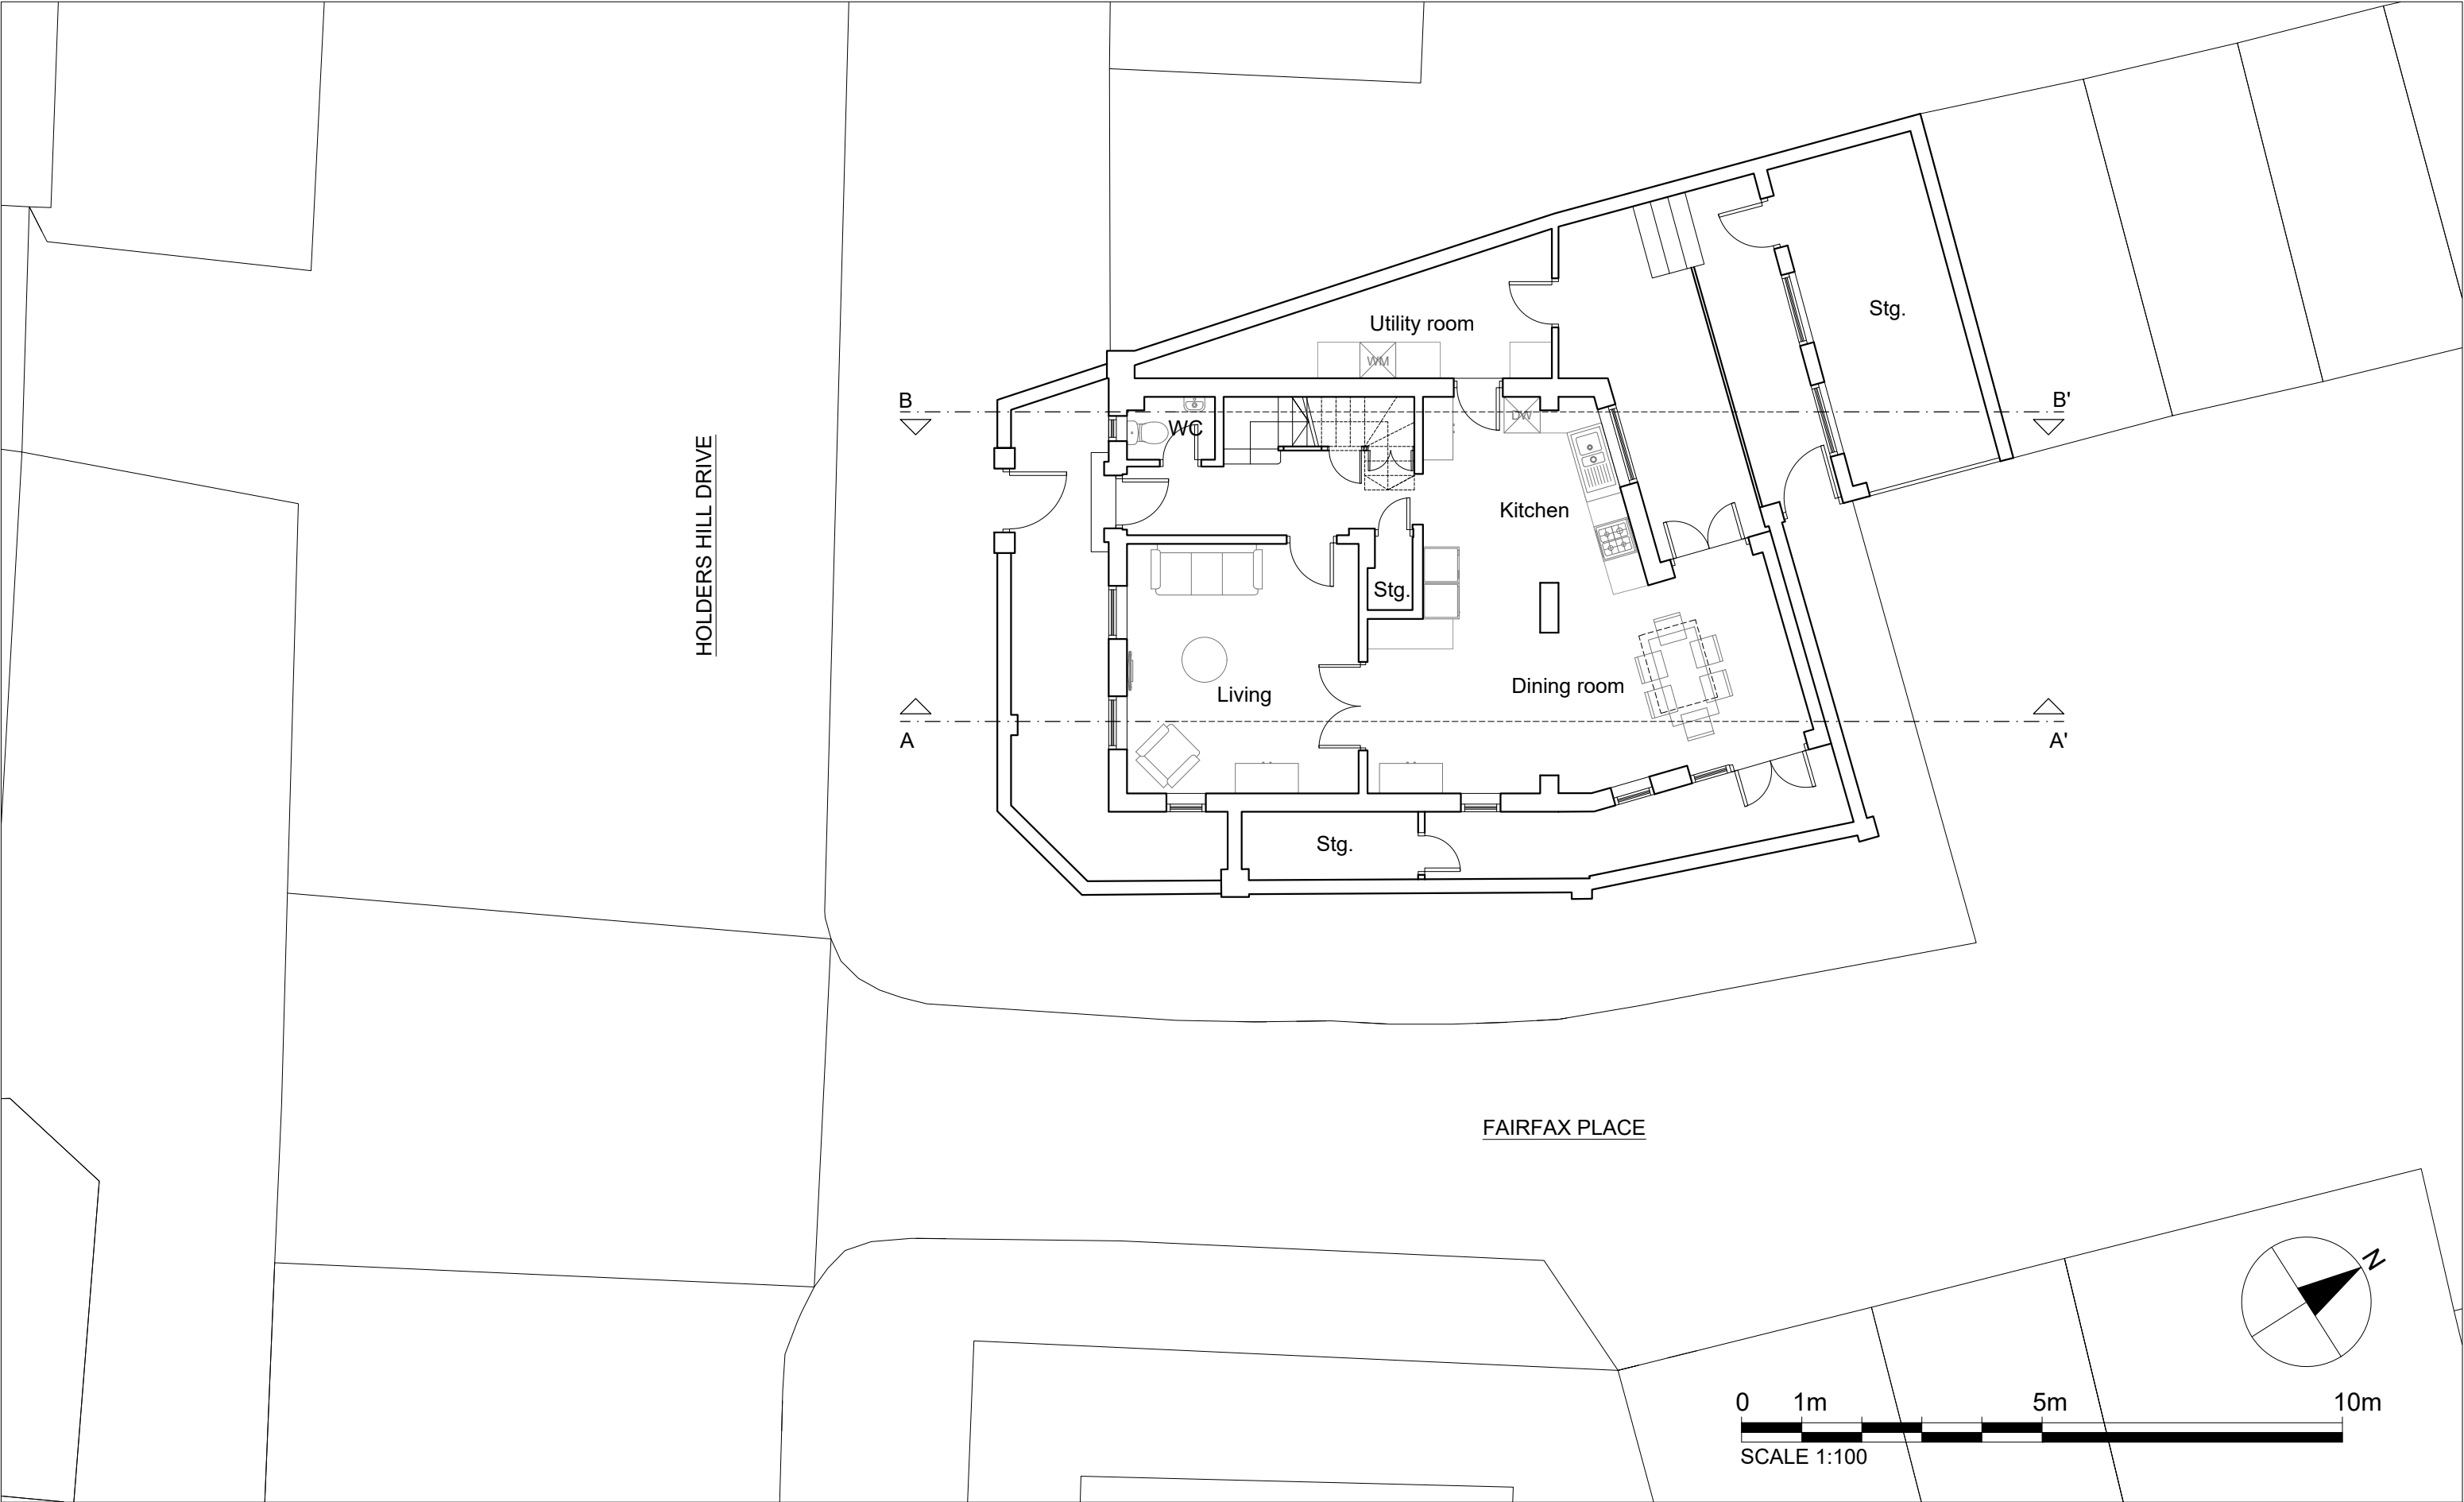 Stg.
Utility room
WM
B
B'
DW
WC
HOLDERS HILL DRIVE
Kitchen
Stg.
Living
Dining room
A
A'
Stg.
FAIRFAX PLACE
N
0 1m 5m 10m
SCALE 1:100